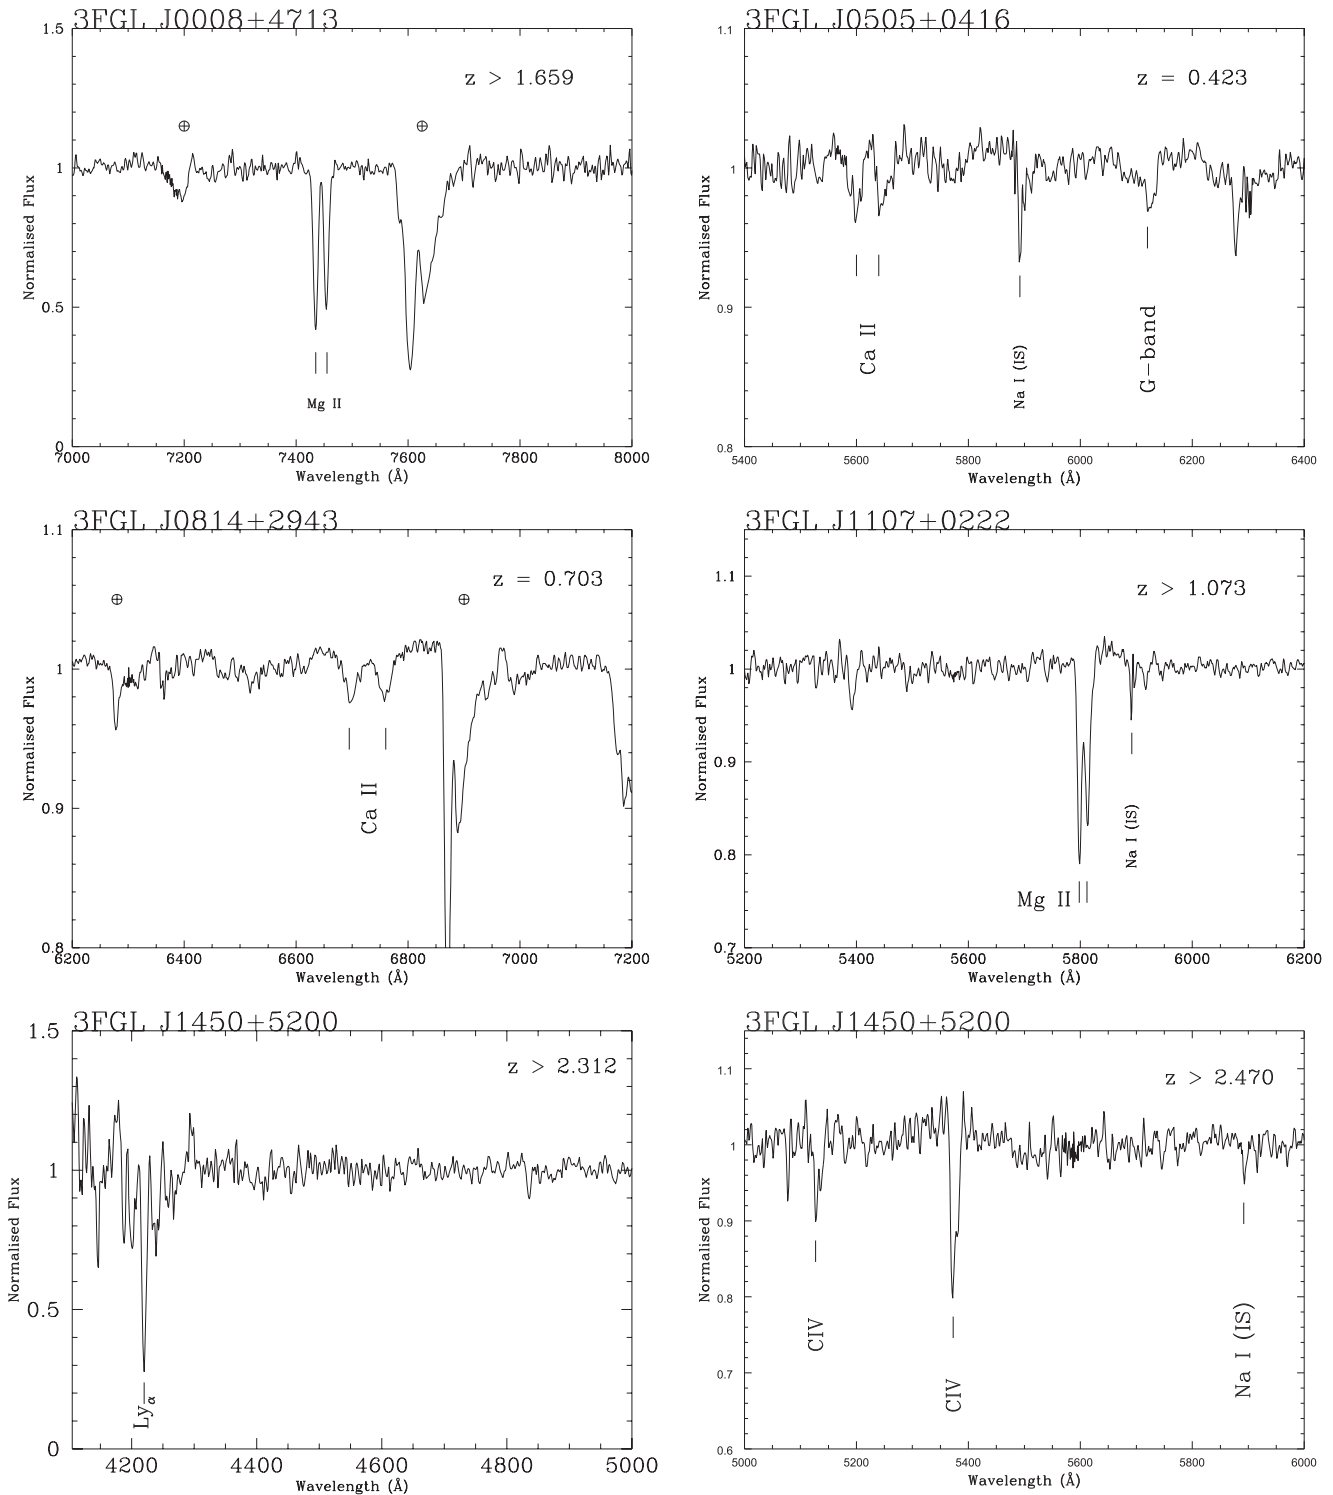 3FGL J0008+4713
z > 1.659
⊕ ⊕
Mg II
1.5
1
0.5
0
7000 7200 7400 7600 7800 8000
Normalised Flux
Wavelength (Å)
3FGL J0505+0416
z = 0.423
Ca II
Na I (IS)
G-band
1.1
1
0.9
0.8
5400 5600 5800 6000 6200 6400
Normalised Flux
Wavelength (Å)
3FGL J0814+2943
z = 0.703
⊕ ⊕
Ca II
1.1
1
0.9
0.8
6200 6400 6600 6800 7000 7200
Normalised Flux
Wavelength (Å)
3FGL J1107+0222
z > 1.073
Mg II
Na I (IS)
1.1
1
0.9
0.8
0.7
5200 5400 5600 5800 6000 6200
Normalised Flux
Wavelength (Å)
3FGL J1450+5200
z > 2.312
Lyα
1.5
1
0.5
0
4200 4400 4600 4800 5000
Normalised Flux
Wavelength (Å)
3FGL J1450+5200
z > 2.470
CIV
CIV
Na I (IS)
1.1
1
0.9
0.8
0.7
0.6
5000 5200 5400 5600 5800 6000
Normalised Flux
Wavelength (Å)